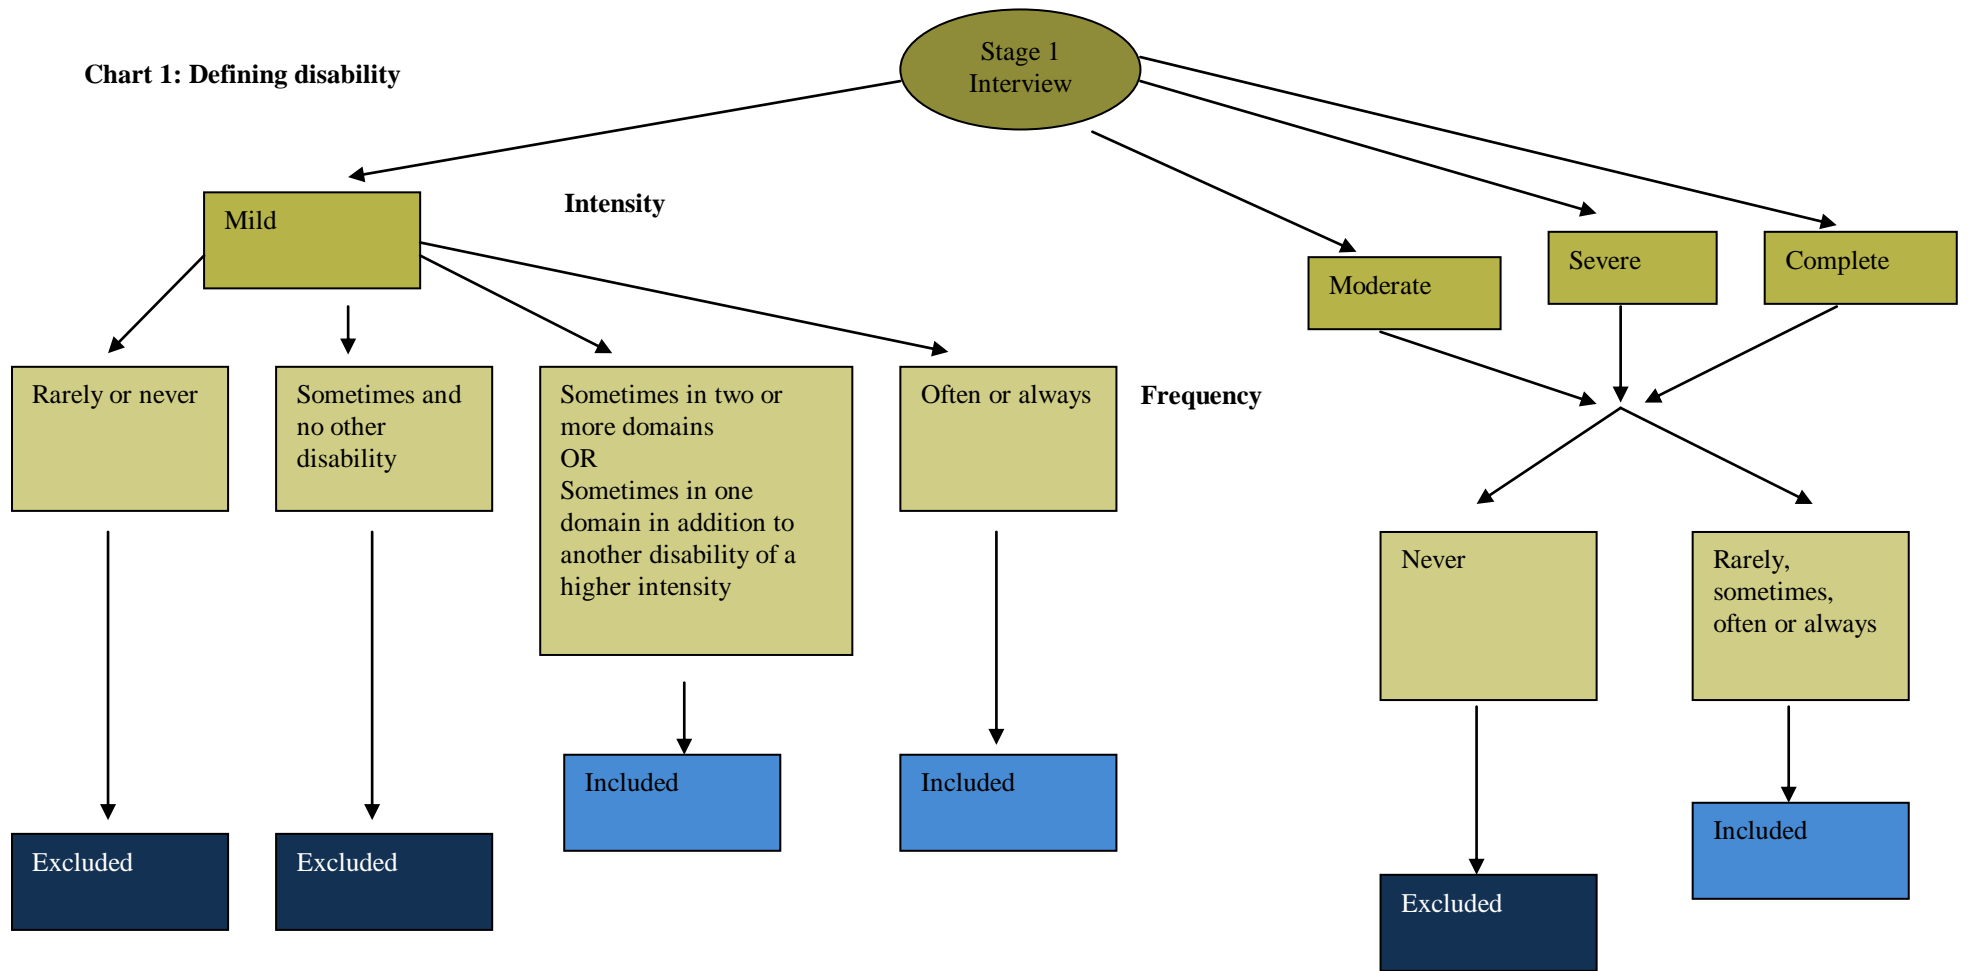 Stage 1
Interview
Chart 1: Defining disability
Mild
Intensity
Moderate
Severe
Complete
Rarely or never
Sometimes and
no other
disability
Sometimes in two or
more domains
OR
Sometimes in one
domain in addition to
another disability of a
higher intensity
Often or always
Frequency
Never
Rarely,
sometimes,
often or always
Excluded
Excluded
Included
Included
Excluded
Included